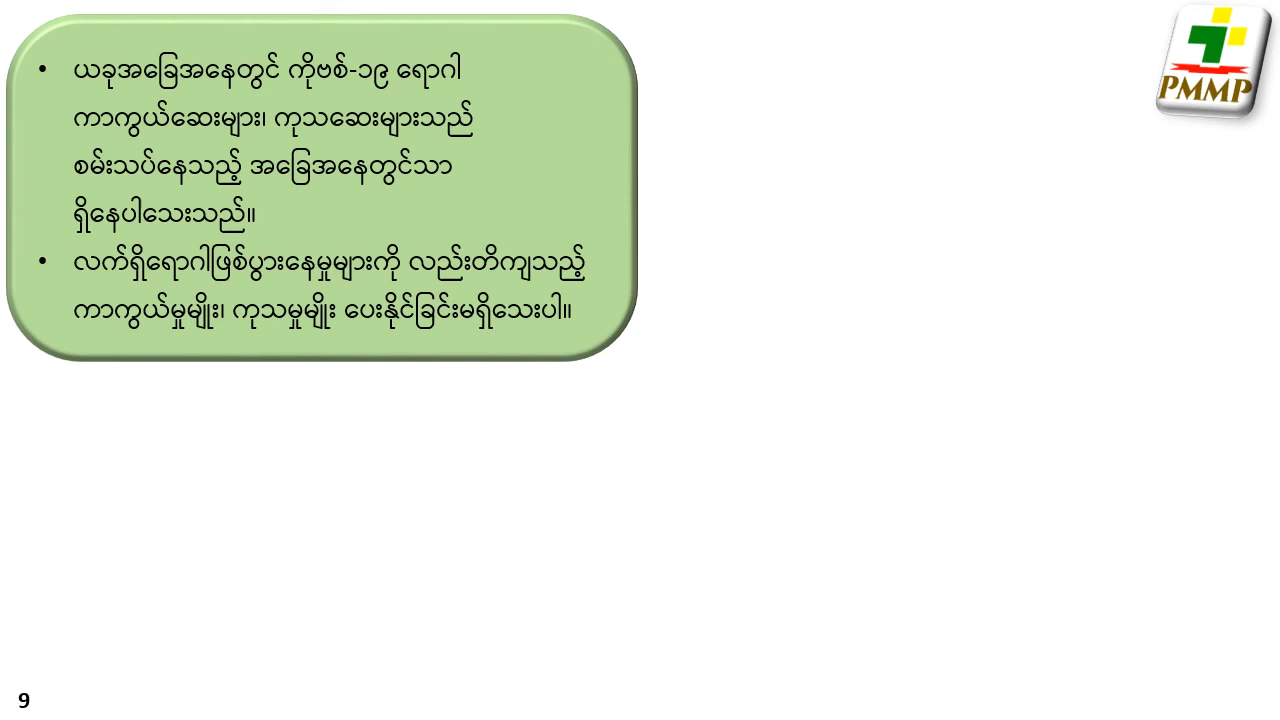 • ယခုအခြေအနေတွင် ကိုဗစ်-၁၉ ရောဂါ
ကာကွယ်ဆေးများ၊ ကုသဆေးများသည်
စမ်းသပ်နေသည့် အခြေအနေတွင်သာ
ရှိနေပါသေးသည်။
• လက်ရှိရောဂါဖြစ်ပွားနေမှုများကို လည်းတိကျသည့်
ကာကွယ်မှုမျိုး၊ ကုသမှုမျိုး ပေးနိုင်ခြင်းမရှိသေးပါ။
PMMP
9